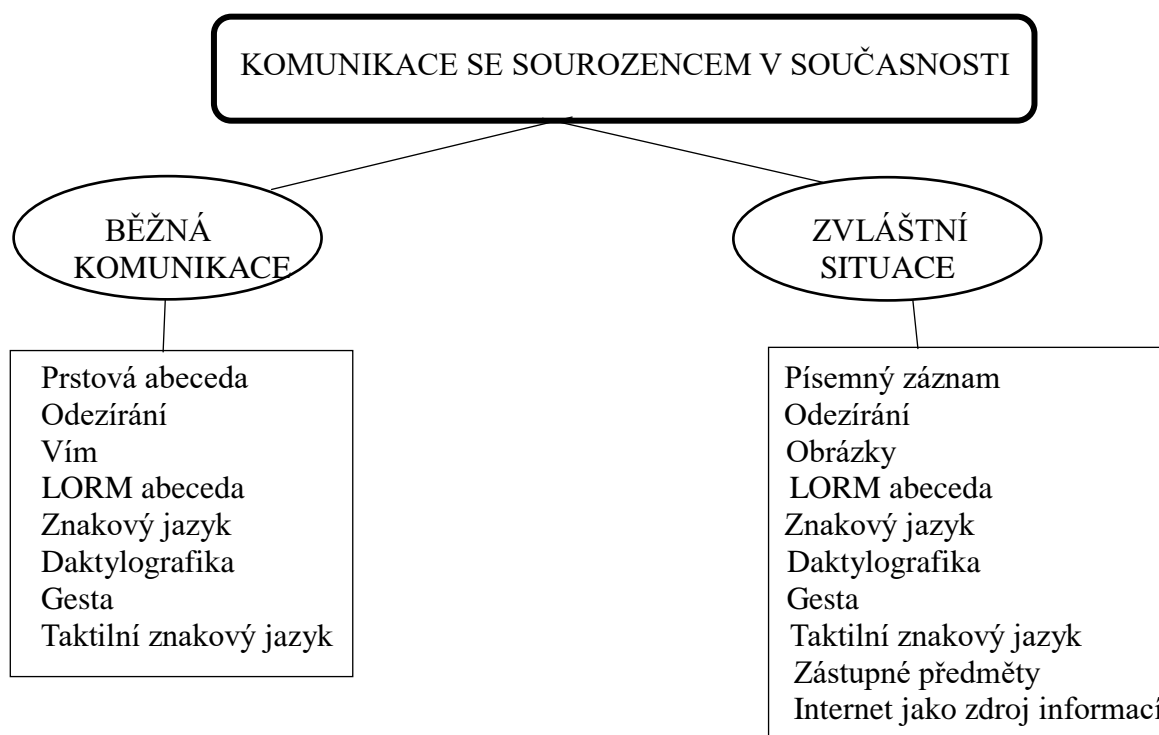 KOMUNIKACE SE SOUROZENCEM V SOUČASNOSTI
BĚŽNÁ
KOMUNIKACE
ZVLÁŠTNÍ
SITUACE
Prstová abeceda
Odezírání
Vím
LORM abeceda
Znakový jazyk
Daktylografika
Gesta
Taktilní znakový jazyk
Písemný záznam
Odezírání
Obrázky
LORM abeceda
Znakový jazyk
Daktylografika
Gesta
Taktilní znakový jazyk
Zástupné předměty
Internet jako zdroj informací